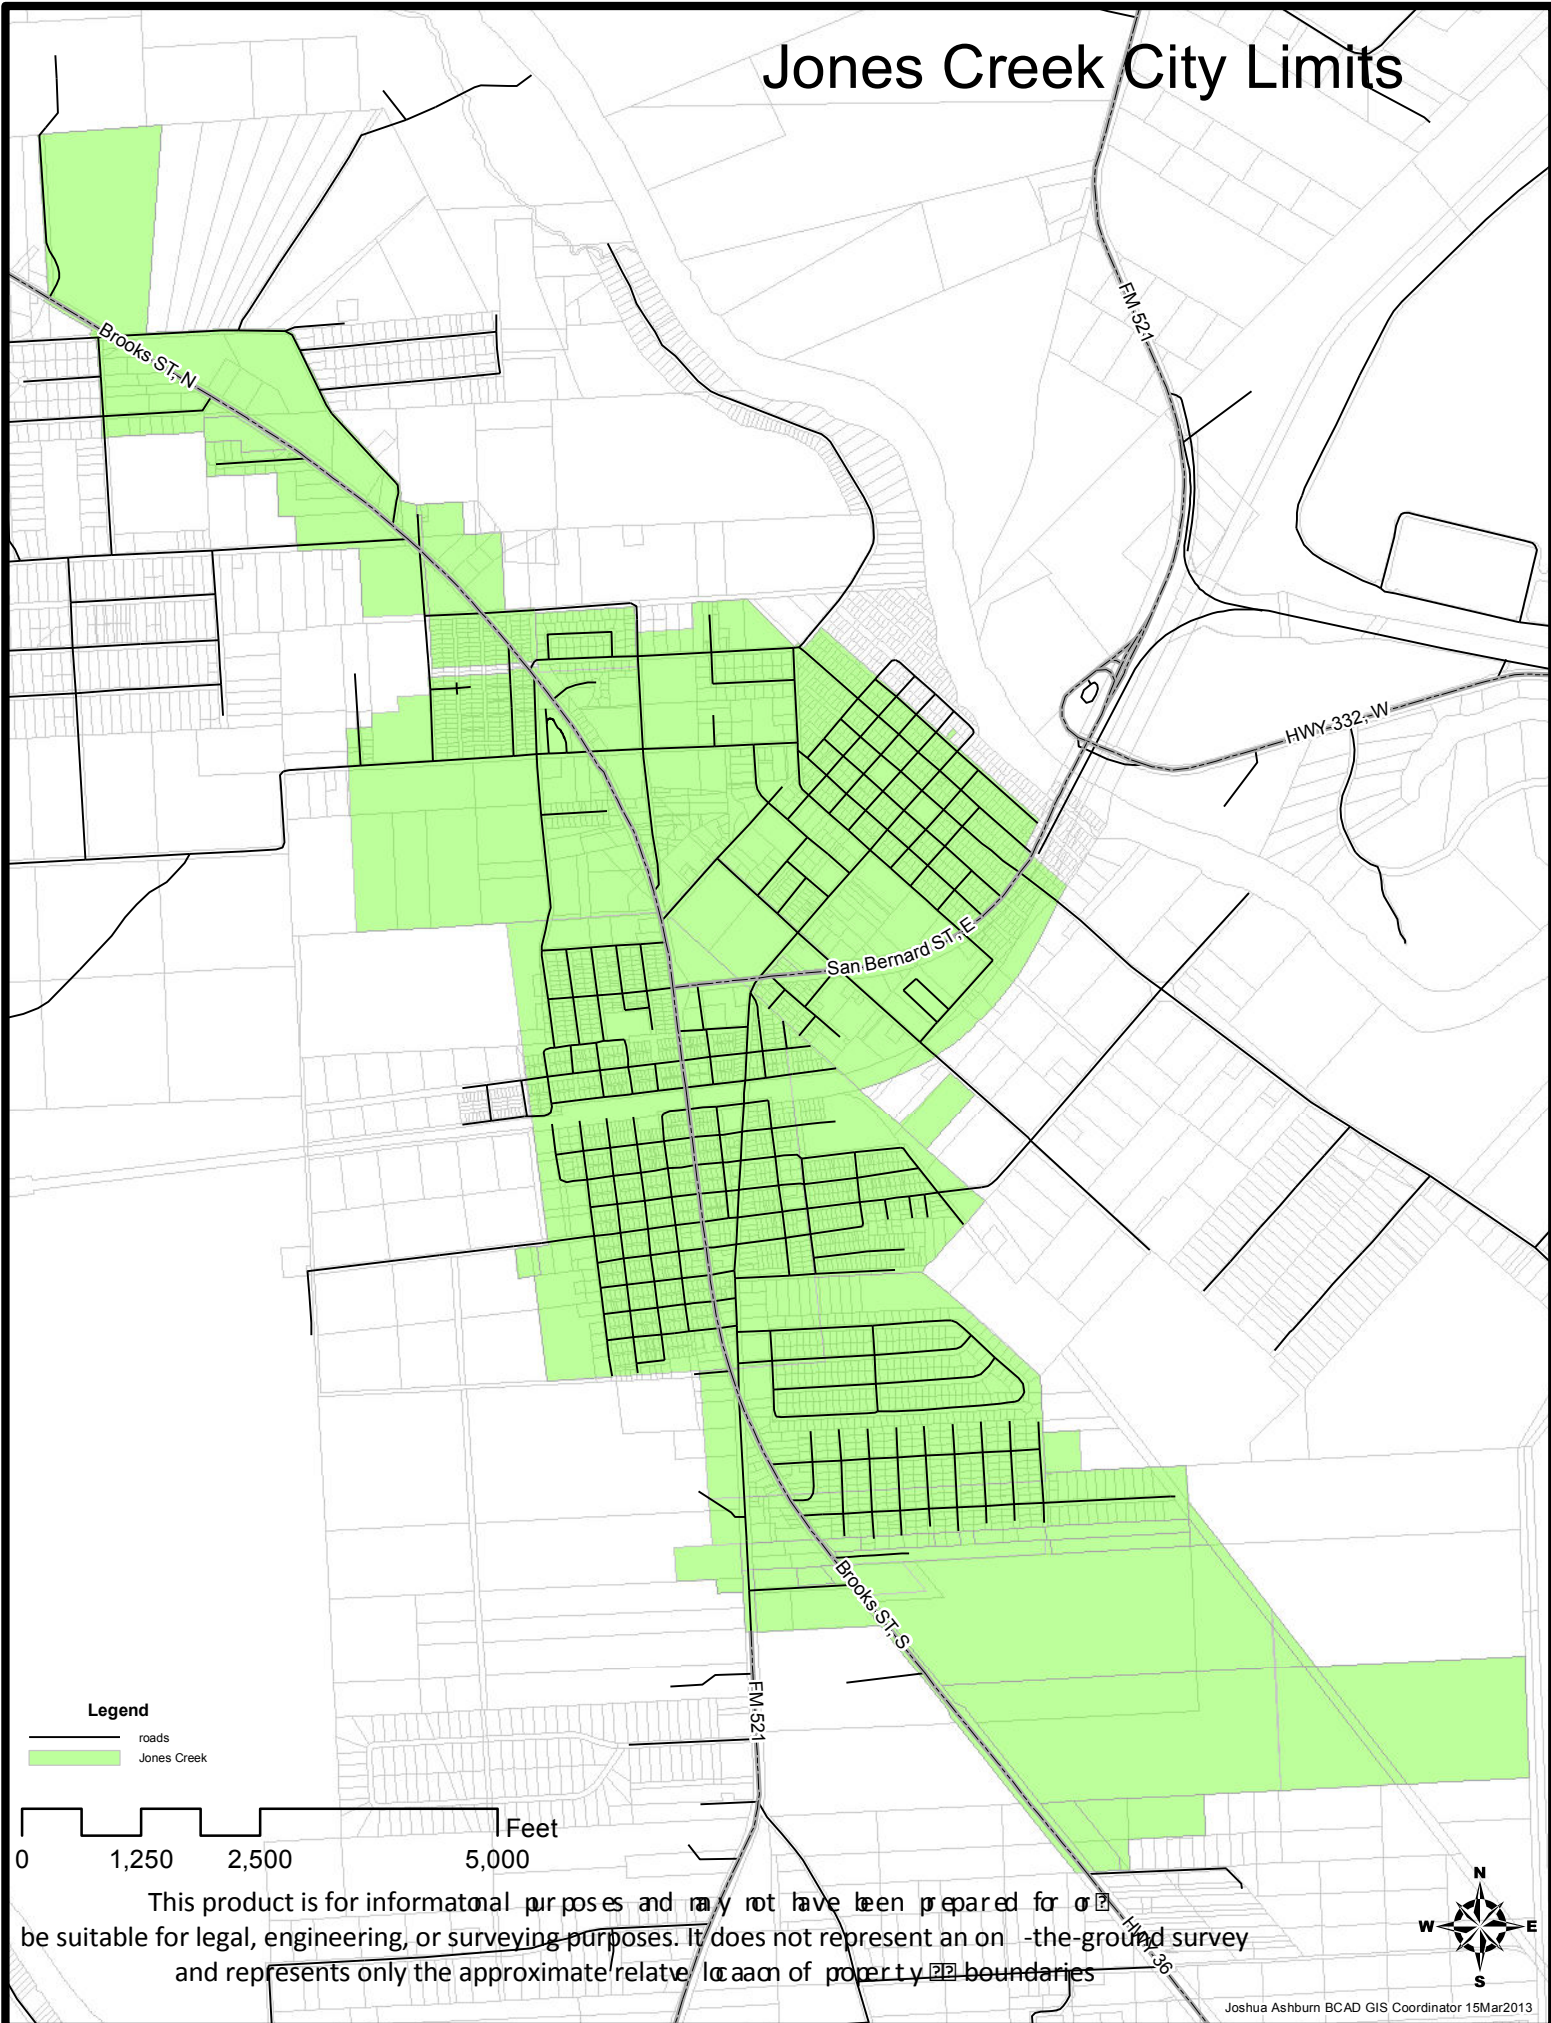 Jones Creek City Limits
FM 521
Brooks ST, N
HWY 332, W
San Bernard ST, E
Brooks ST, S
FM 521
Legend
roads
Jones Creek
Feet
0 1,250 2,500 5,000
This product is for informatonal purposes and may not have been prepared for or
be suitable for legal, engineering, or surveying purposes. It does not represent an on -the-ground survey
and represents only the approximate relatve locaaon of property boundaries
HWY 36
N
W E
S
Joshua Ashburn BCAD GIS Coordinator 15Mar2013